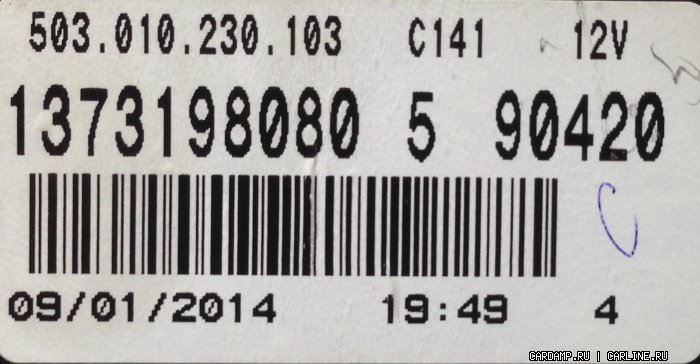 503.010.230.103 C141 12V
1373198080 5 90420
09/01/2014 19:49 4
CARDAMP.RU | CARLINE.RU